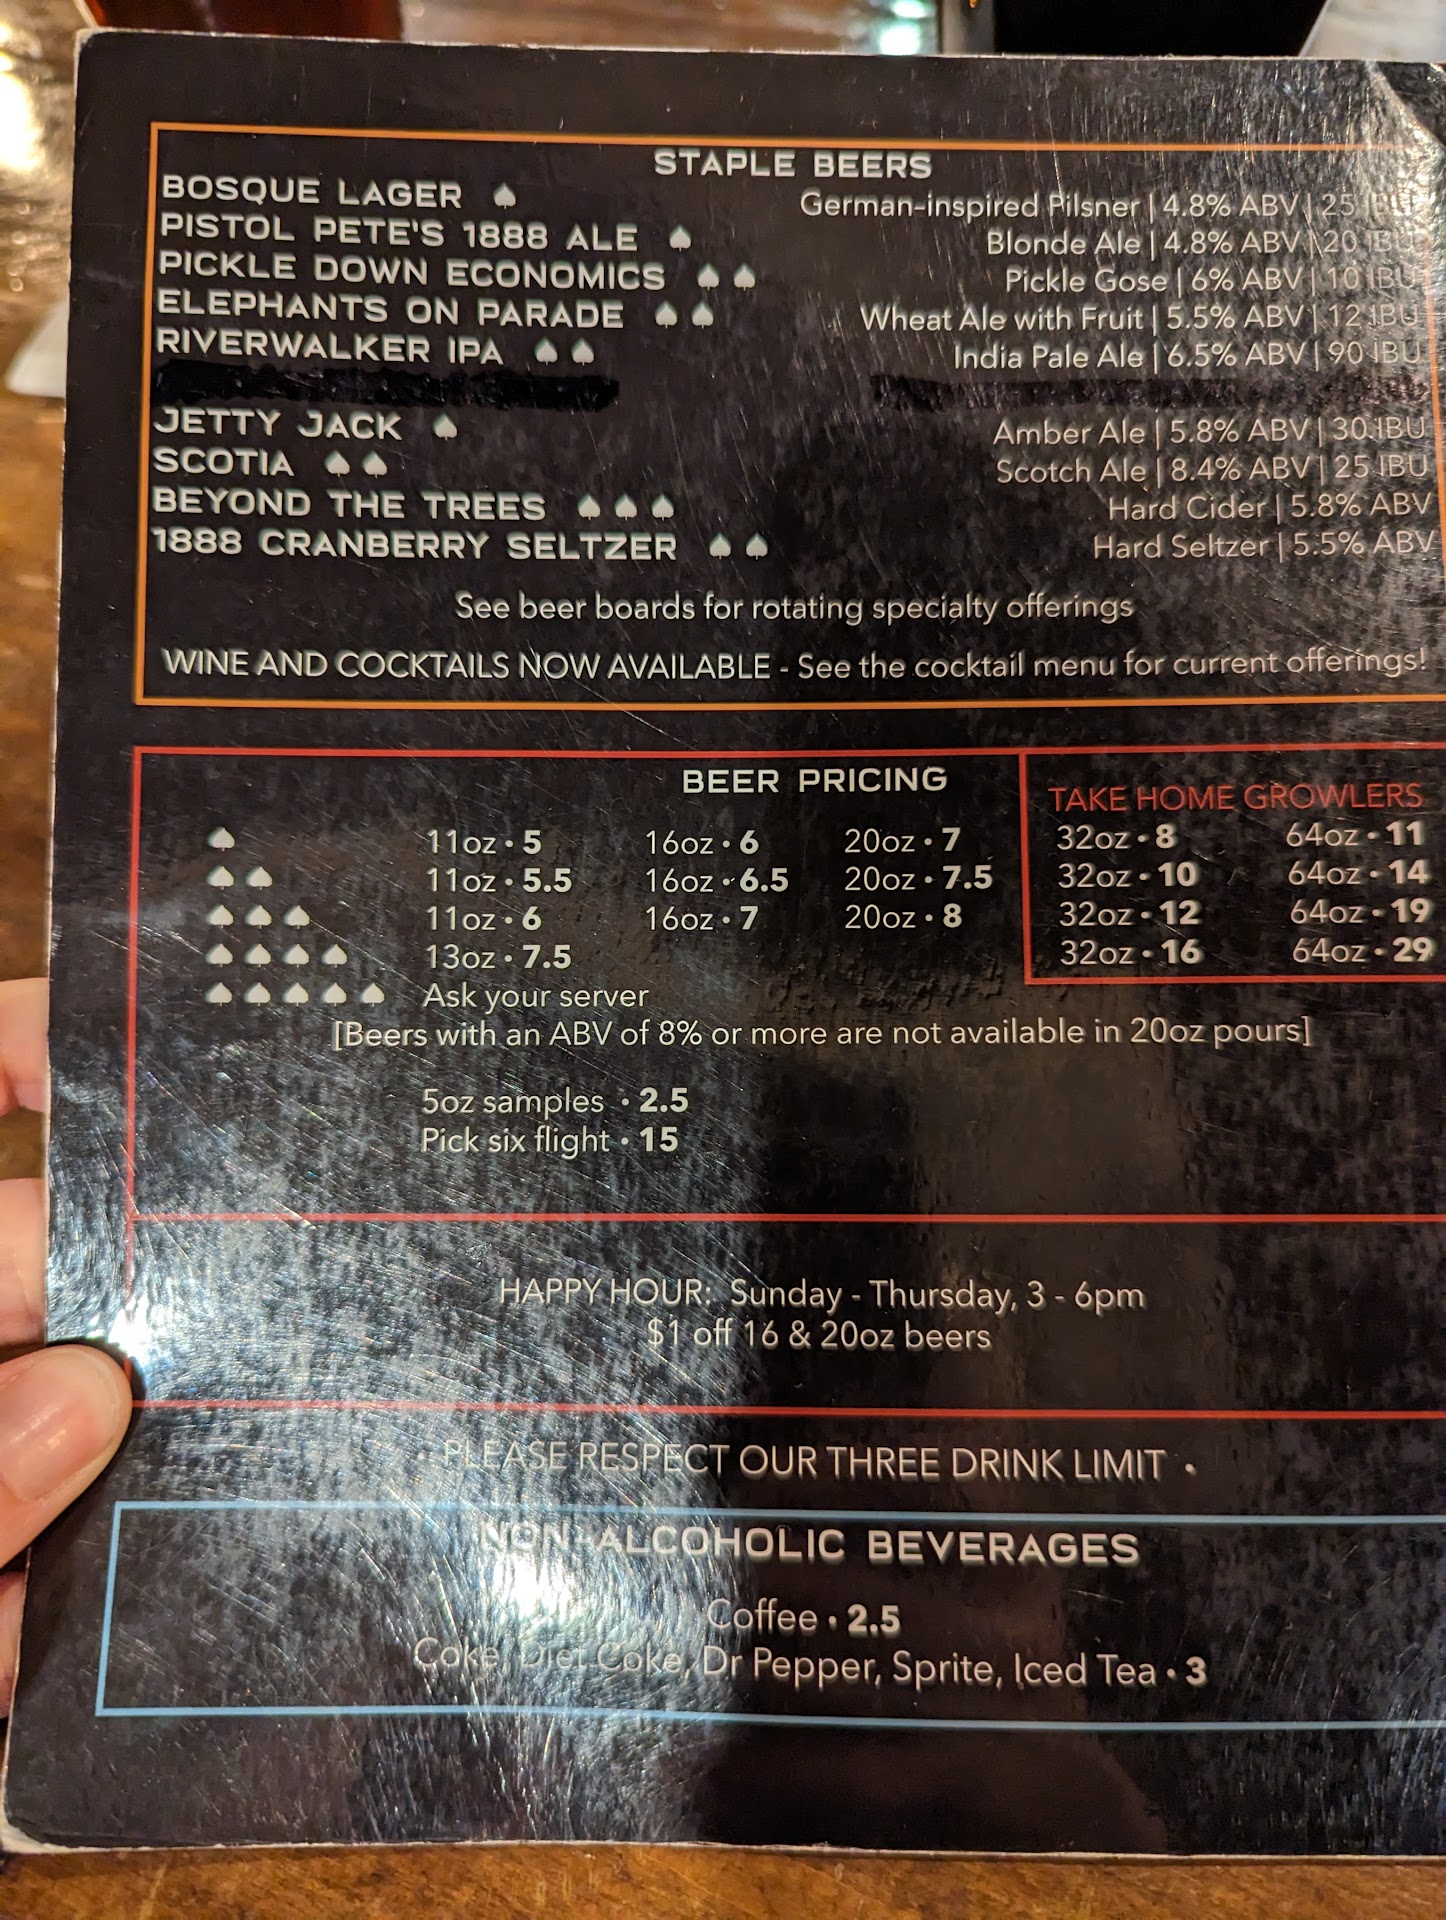 STAPLE BEERS
BOSQUE LAGER ♠ German-inspired Pilsner | 4.8% ABV | 25 IBU
PISTOL PETE'S 1888 ALE ♠ Blonde Ale | 4.8% ABV | 20 IBU
PICKLE DOWN ECONOMICS ♠ ♠ Pickle Gose | 6% ABV | 10 IBU
ELEPHANTS ON PARADE ♠ ♠ Wheat Ale with Fruit | 5.5% ABV | 12 IBU
RIVERWALKER IPA ♠ ♠ India Pale Ale | 6.5% ABV | 90 IBU
JETTY JACK ♠ Amber Ale | 5.8% ABV | 30 IBU
SCOTIA ♠ ♠ Scotch Ale | 8.4% ABV | 25 IBU
BEYOND THE TREES ♠ ♠ ♠ Hard Cider | 5.8% ABV
1888 CRANBERRY SELTZER ♠ ♠ Hard Seltzer | 5.5% ABV
See beer boards for rotating specialty offerings
WINE AND COCKTAILS NOW AVAILABLE - See the cocktail menu for current offerings!
BEER PRICING
♠ 11oz • 5 16oz • 6 20oz • 7
♠ ♠ 11oz • 5.5 16oz • 6.5 20oz • 7.5
♠ ♠ ♠ 11oz • 6 16oz • 7 20oz • 8
♠ ♠ ♠ ♠ 13oz • 7.5
♠ ♠ ♠ ♠ ♠ Ask your server
TAKE HOME GROWLERS
32oz • 8 64oz • 11
32oz • 10 64oz • 14
32oz • 12 64oz • 19
32oz • 16 64oz • 29
[Beers with an ABV of 8% or more are not available in 20oz pours]
5oz samples • 2.5
Pick six flight • 15
HAPPY HOUR: Sunday - Thursday, 3 - 6pm
$1 off 16 & 20oz beers
• PLEASE RESPECT OUR THREE DRINK LIMIT •
NON-ALCOHOLIC BEVERAGES
Coffee • 2.5
Coke, Diet Coke, Dr Pepper, Sprite, Iced Tea • 3